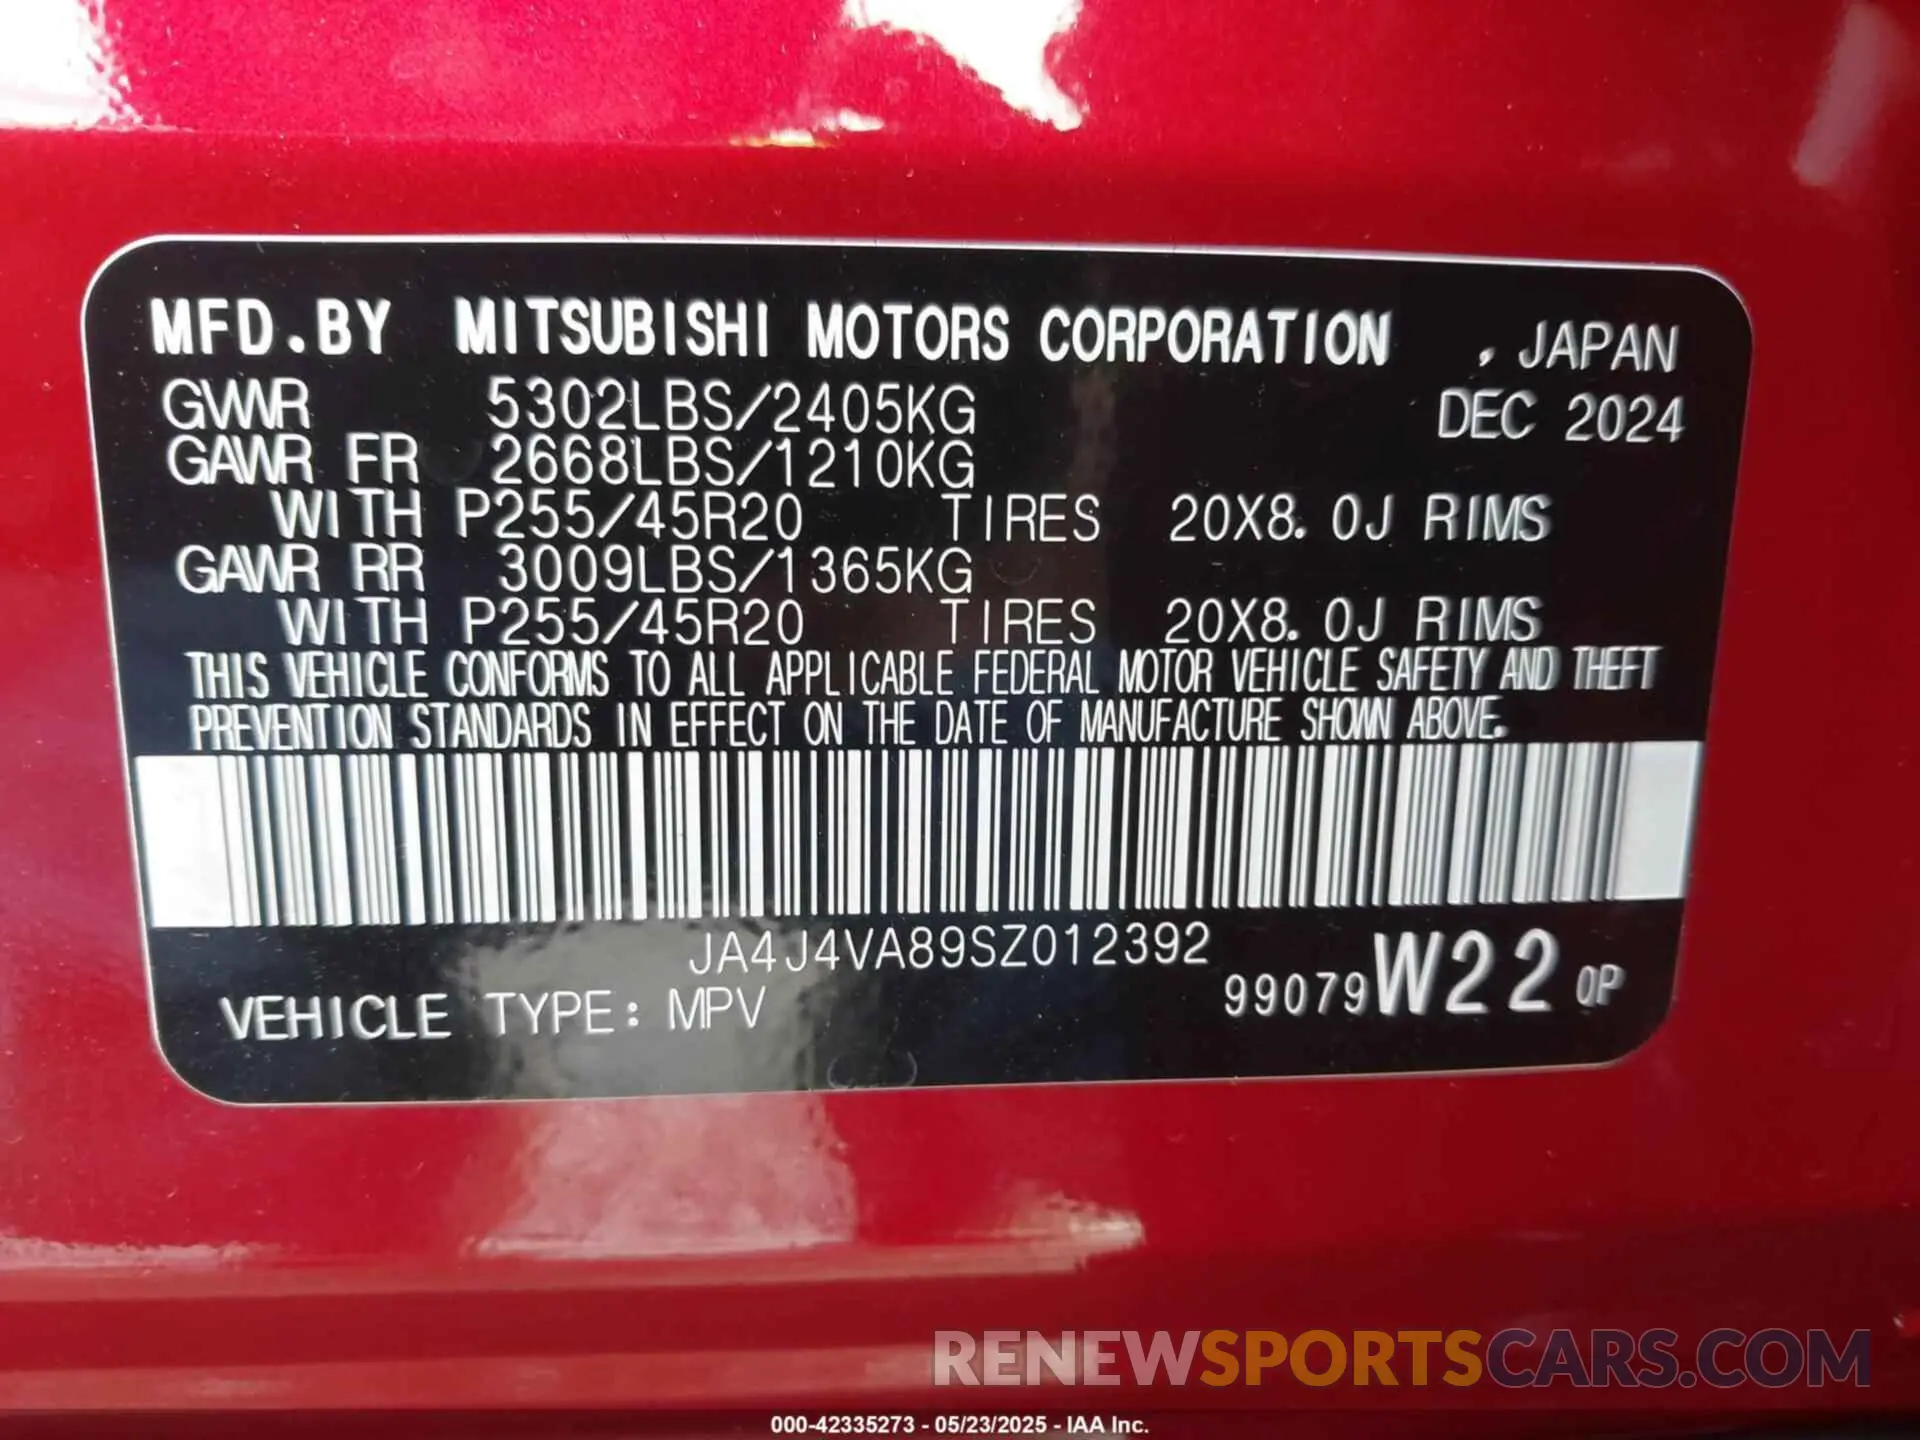 MFD.BY MITSUBISHI MOTORS CORPORATION , JAPAN
GVWR 5302LBS/2405KG DEC 2024
GAWR FR 2668LBS/1210KG
WITH P255/45R20 TIRES 20X8.0J RIMS
GAWR RR 3009LBS/1365KG
WITH P255/45R20 TIRES 20X8.0J RIMS
THIS VEHICLE CONFORMS TO ALL APPLICABLE FEDERAL MOTOR VEHICLE SAFETY AND THEFT
PREVENTION STANDARDS IN EFFECT ON THE DATE OF MANUFACTURE SHOWN ABOVE.
JA4J4VA89SZ012392
99079 W22 OP
VEHICLE TYPE: MPV
RENEWSPORTSCARS.COM
000-42335273 - 05/23/2025 - IAA Inc.